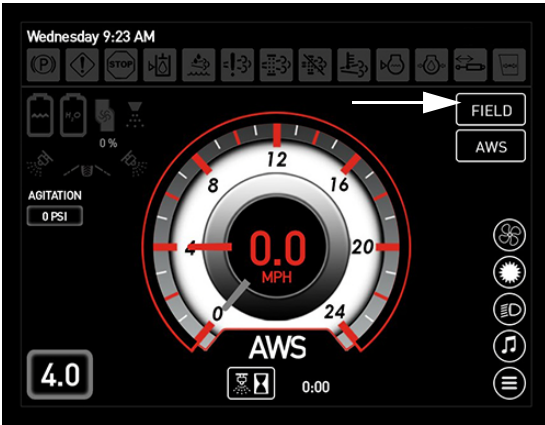 Wednesday 9:23 AM
(P)
STOP
H₂O
0 %
AGITATION
0 PSI
FIELD
AWS
0
4
8
12
16
20
24
0.0
MPH
AWS
4.0
0:00